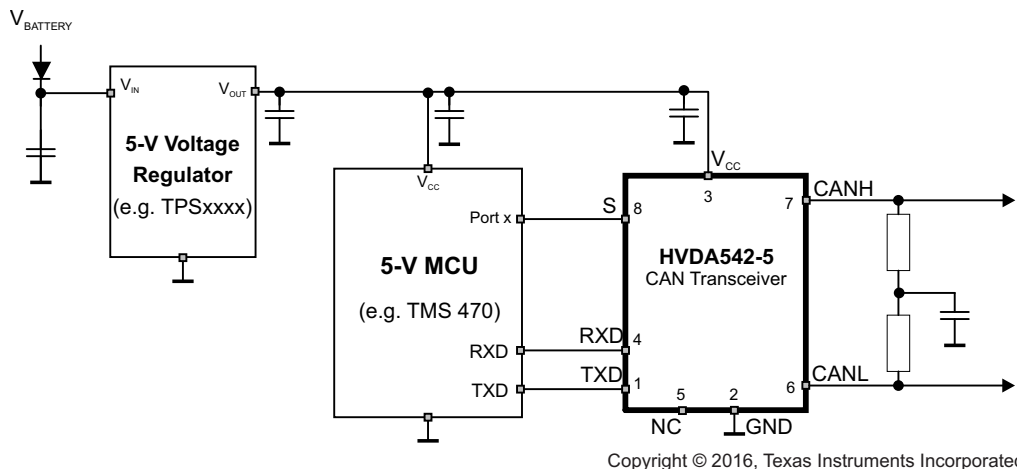 VBATTERY
VIN
VOUT
5-V Voltage
Regulator
(e.g. TPSxxxx)
VCC
Port x
5-V MCU
(e.g. TMS 470)
RXD
TXD
S
RXD
TXD
8
4
1
VCC
3
HVDA542-5
CAN Transceiver
7
6
5
2
NC
GND
CANH
CANL
Copyright © 2016, Texas Instruments Incorporated